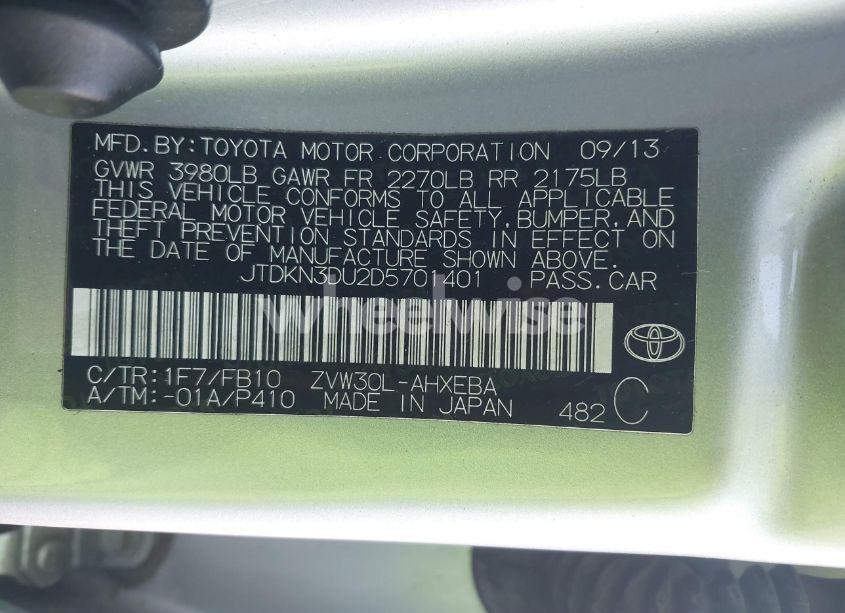 MFD.BY:TOYOTA MOTOR CORPORATION 09/13
GVWR 3980LB GAWR FR 2270LB RR 2175LB
THIS VEHICLE CONFORMS TO ALL APPLICABLE
FEDERAL MOTOR VEHICLE SAFETY,BUMPER,AND
THEFT PREVENTION STANDARDS IN EFFECT ON
THE DATE OF MANUFACTURE SHOWN ABOVE.
JTDKN3DU2D5701401 PASS.CAR
wheelwise
C/TR:1F7/FB10 ZVW30L-AHXEBA
A/TM:-01A/P410 MADE IN JAPAN 482 C